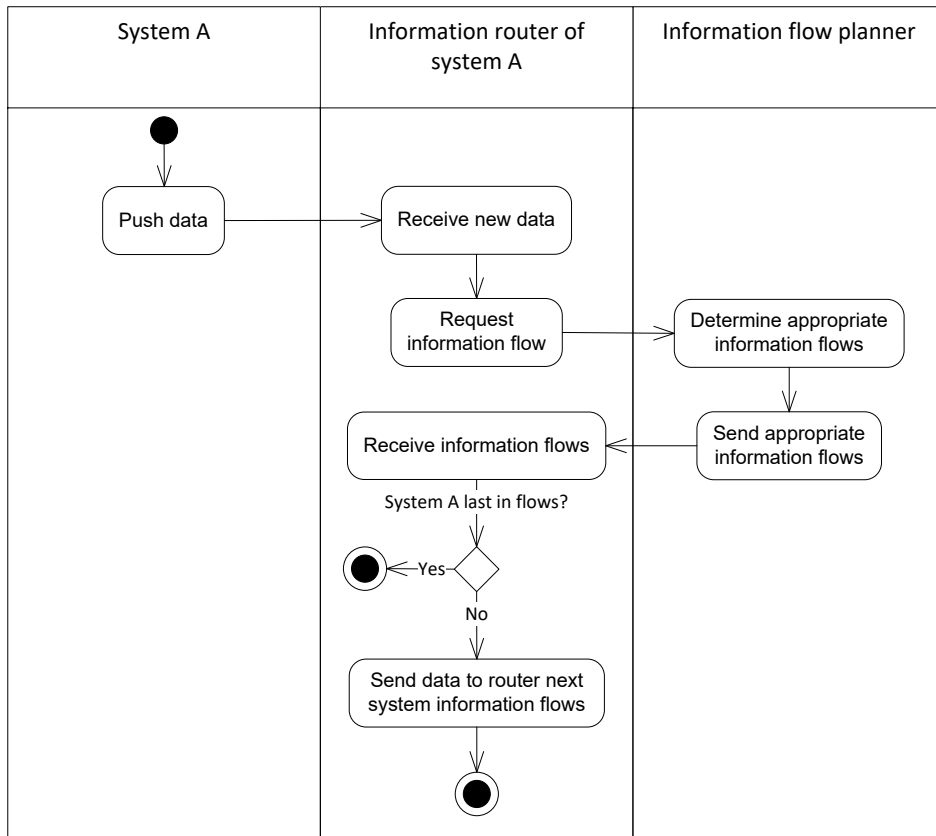 System A
Information router of
system A
Information flow planner
Push data
Receive new data
Request
information flow
Determine appropriate
information flows
Receive information flows
Send appropriate
information flows
System A last in flows?
Yes
No
Send data to router next
system information flows